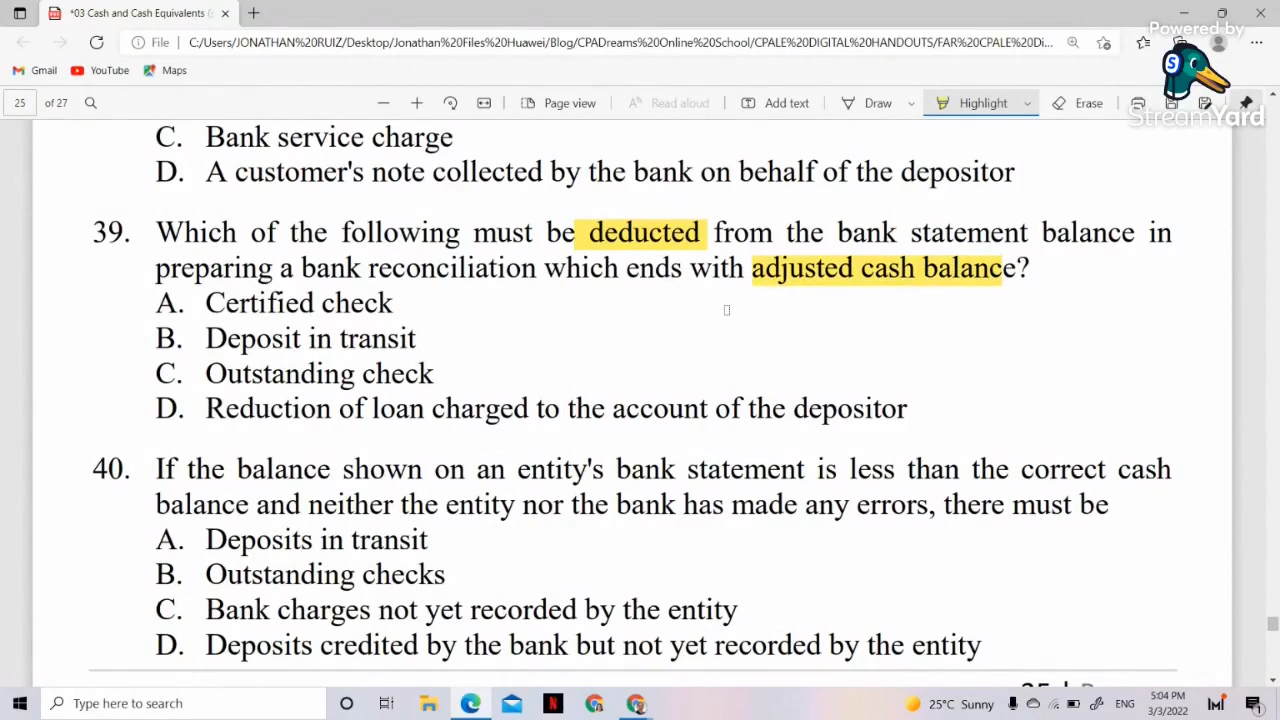 *03 Cash and Cash Equivalents (s
Powered by
File C:/Users/JONATHAN%20RUIZ/Desktop/Jonathan%20Files%20Huawei/Blog/CPADreams%20Online%20School/CPALE%20DIGITAL%20HANDOUTS/FAR%20CPALE%20Di...
Gmail YouTube Maps
S
StreamYard
25 of 27 Page view Read aloud Add text Draw Highlight Erase
C. Bank service charge
D. A customer's note collected by the bank on behalf of the depositor
39. Which of the following must be deducted from the bank statement balance in
preparing a bank reconciliation which ends with adjusted cash balance?
A. Certified check
B. Deposit in transit
C. Outstanding check
D. Reduction of loan charged to the account of the depositor
40. If the balance shown on an entity's bank statement is less than the correct cash
balance and neither the entity nor the bank has made any errors, there must be
A. Deposits in transit
B. Outstanding checks
C. Bank charges not yet recorded by the entity
D. Deposits credited by the bank but not yet recorded by the entity
Type here to search
25°C Sunny
ENG
5:04 PM
3/3/2022